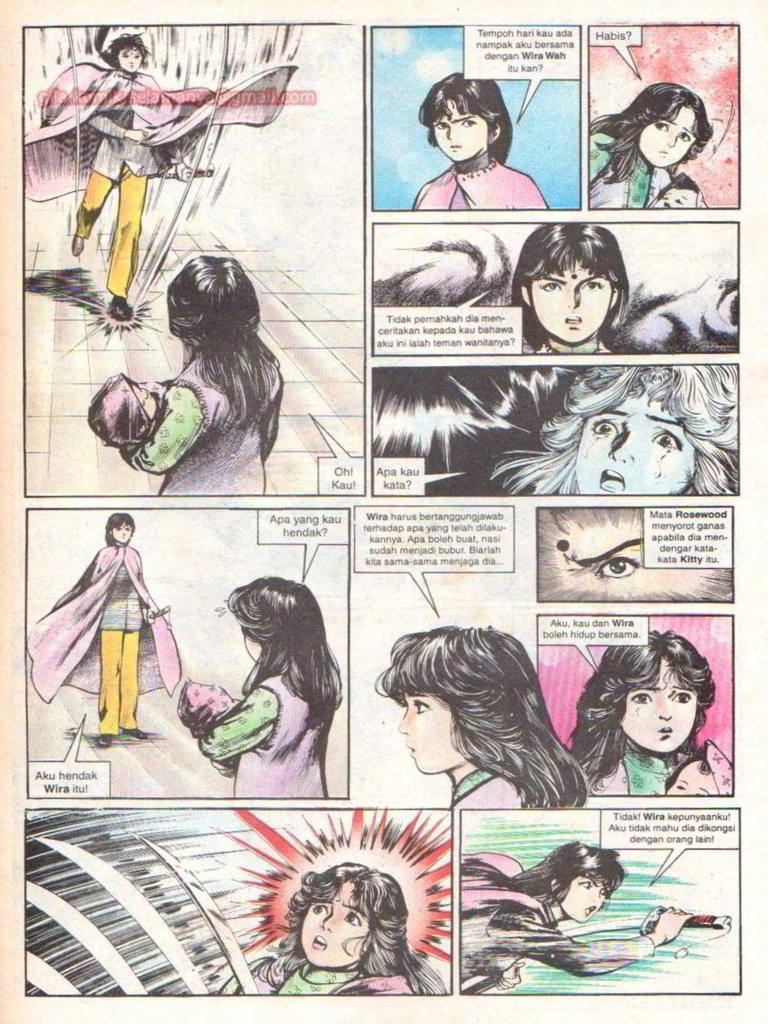 Oh!
Kau!
Tempoh hari kau ada
nampak aku bersama
dengan Wira Wah
itu kan?
Habis?
Tidak pernahkah dia men-
ceritakan kepada kau bahawa
aku ini ialah teman wanitanya?
Apa kau
kata?
Apa yang kau
hendak?
Aku hendak
Wira itu!
Wira harus bertanggungjawab
terhadap apa yang telah dilaku-
kannya. Apa boleh buat, nasi
sudah menjadi bubur. Biarlah
kita sama-sama menjaga dia...
Mata Rosewood
menyorot ganas
apabila dia men-
dengar kata-
kata Kitty itu.
Aku, kau dan Wira
boleh hidup bersama.
Tidak! Wira kepunyaanku!
Aku tidak mahu dia dikongsi
dengan orang lain!